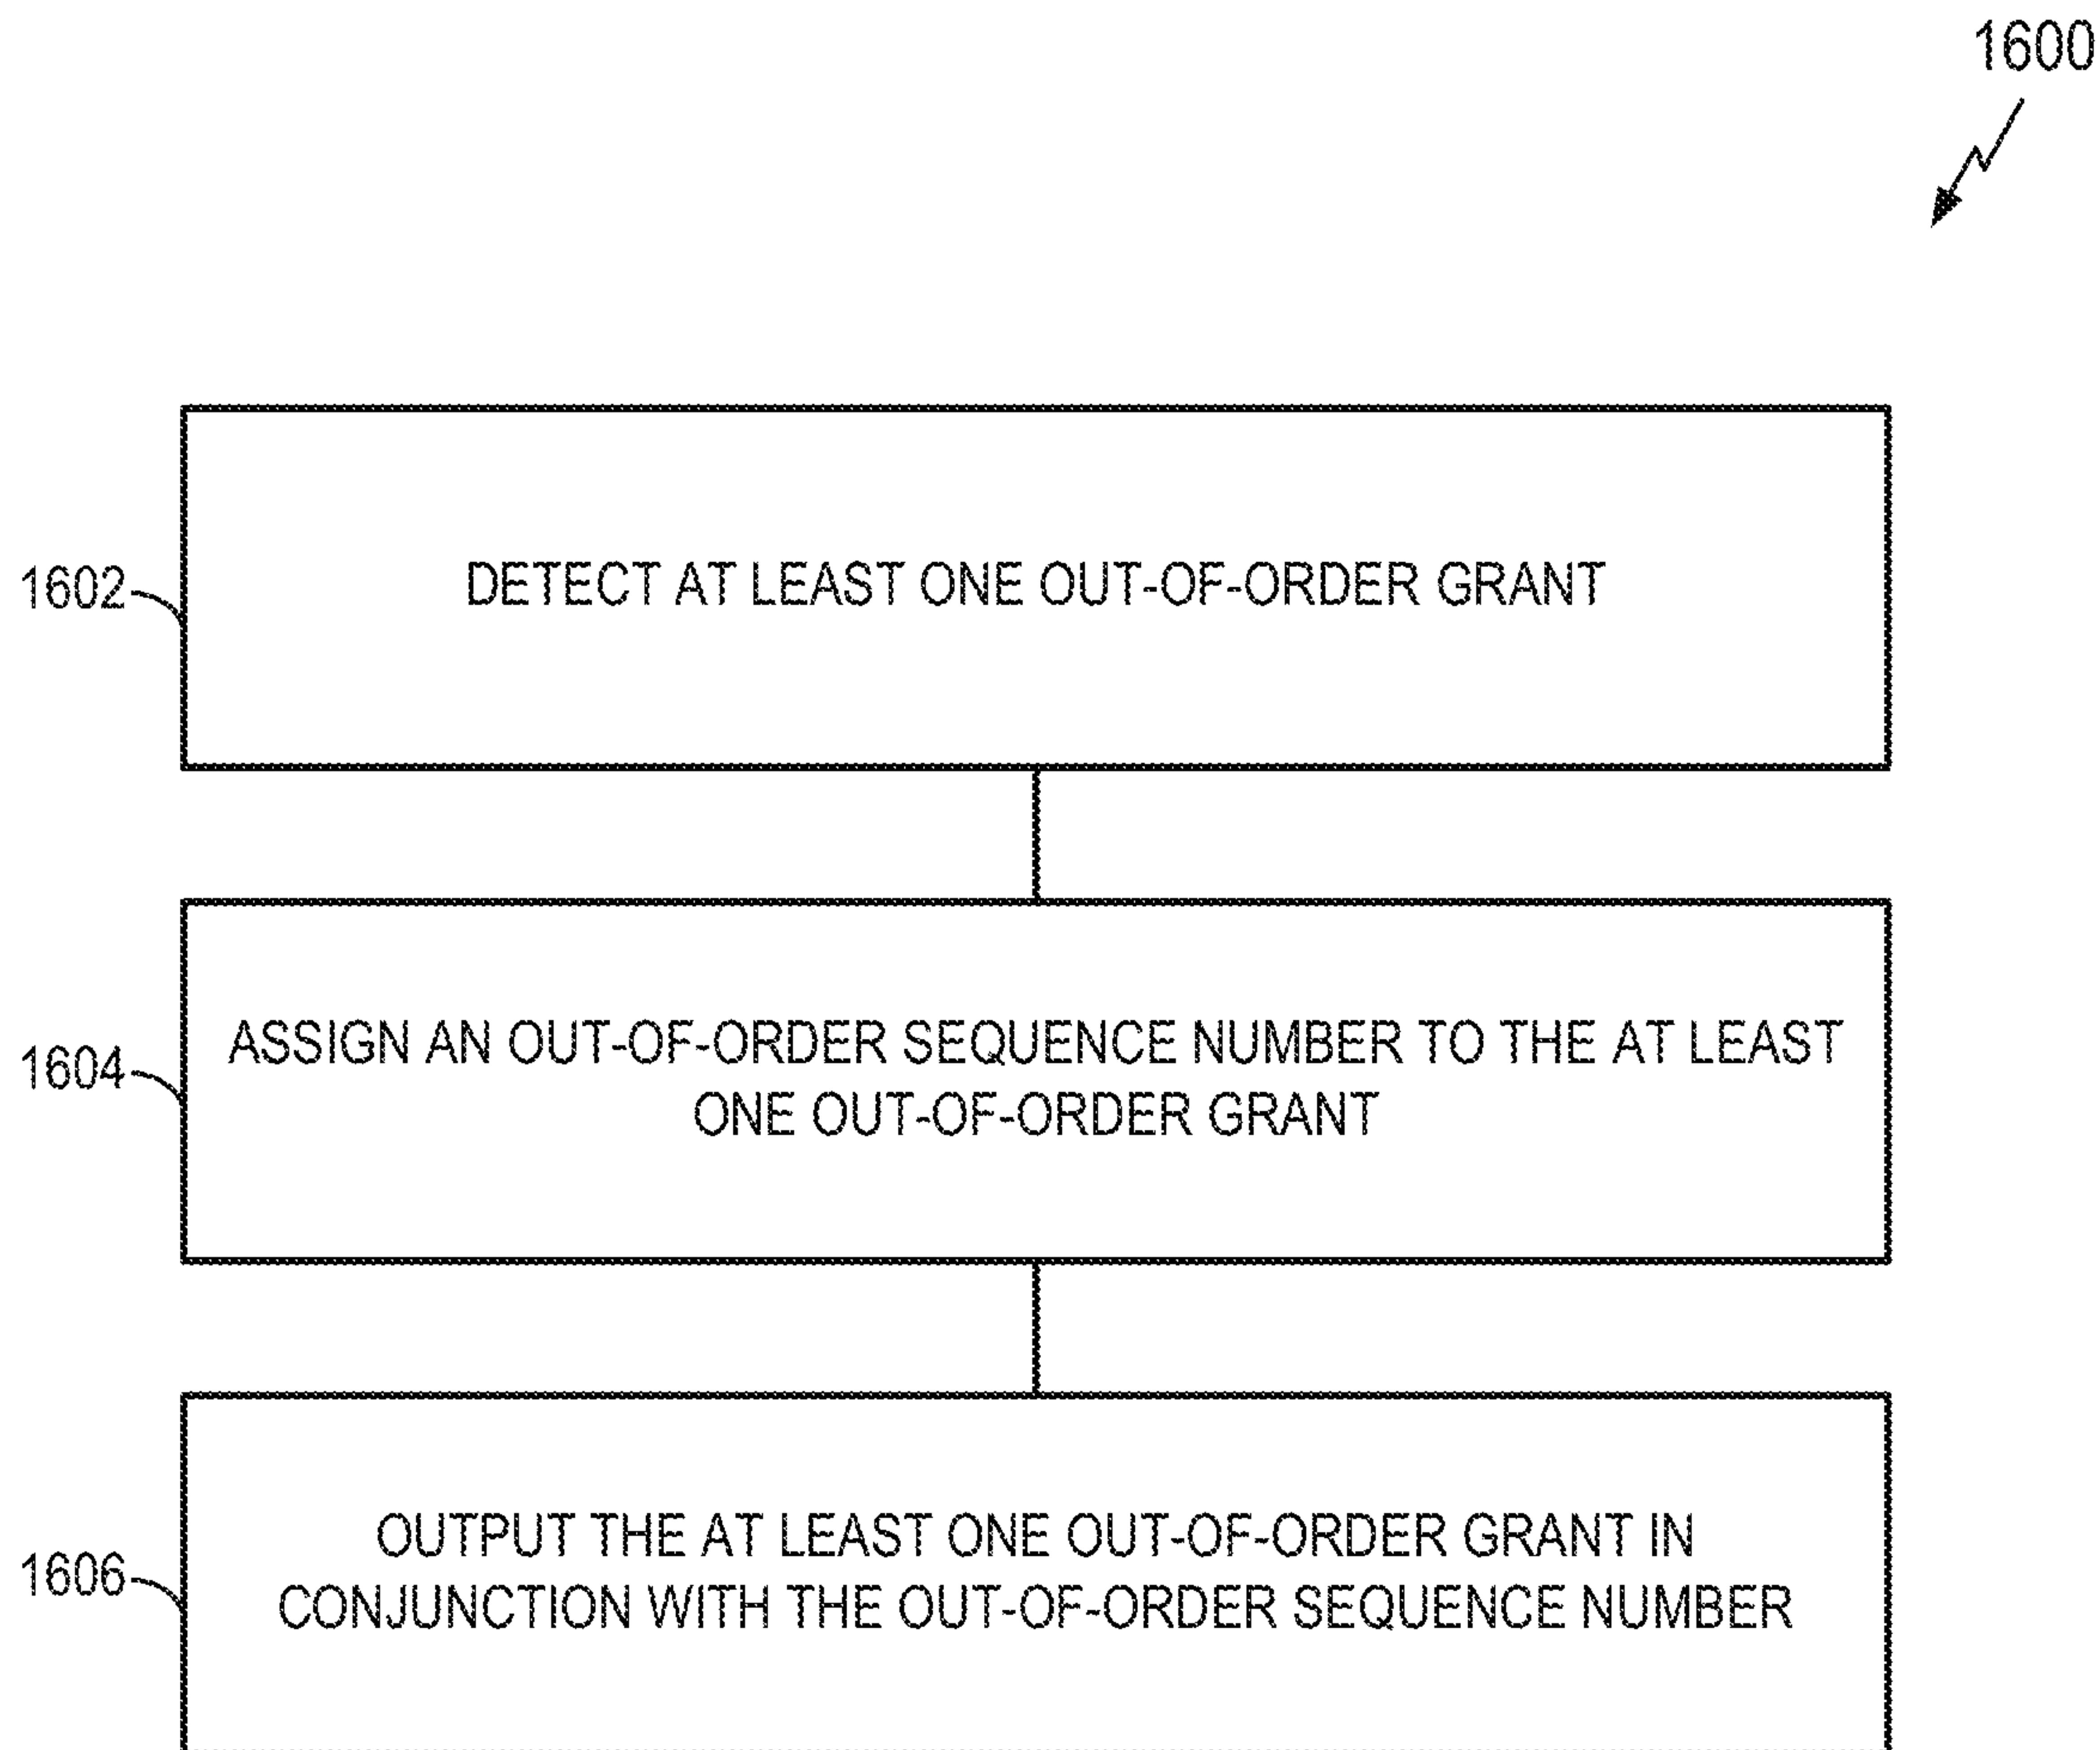 1600
1602
DETECT AT LEAST ONE OUT-OF-ORDER GRANT
1604
ASSIGN AN OUT-OF-ORDER SEQUENCE NUMBER TO THE AT LEAST
ONE OUT-OF-ORDER GRANT
1606
OUTPUT THE AT LEAST ONE OUT-OF-ORDER GRANT IN
CONJUNCTION WITH THE OUT-OF-ORDER SEQUENCE NUMBER